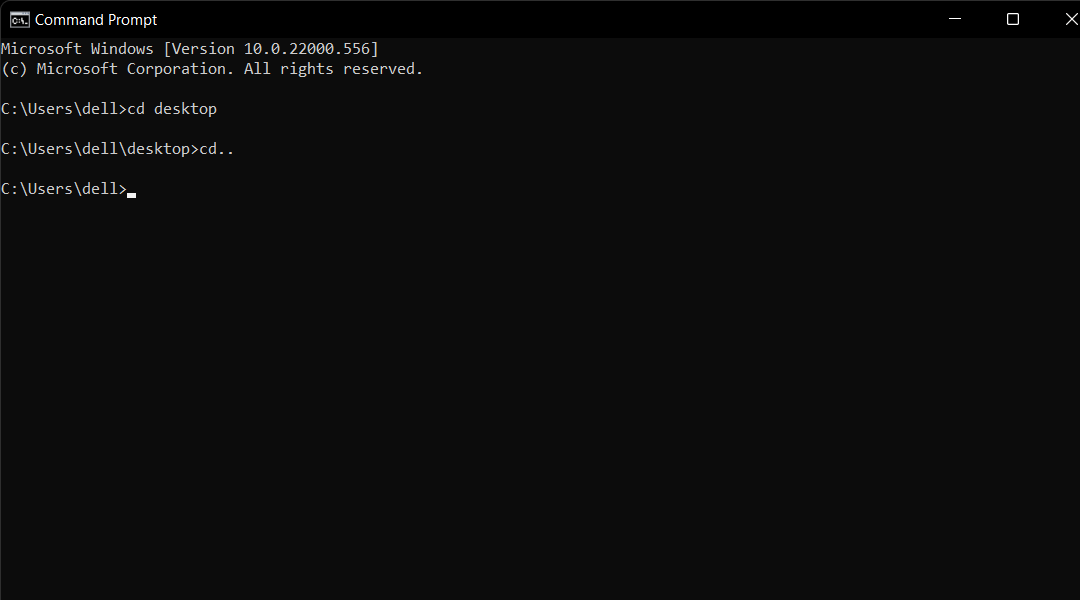 Command Prompt
Microsoft Windows [Version 10.0.22000.556]
(c) Microsoft Corporation. All rights reserved.
C:\Users\dell>cd desktop
C:\Users\dell\desktop>cd..
C:\Users\dell>